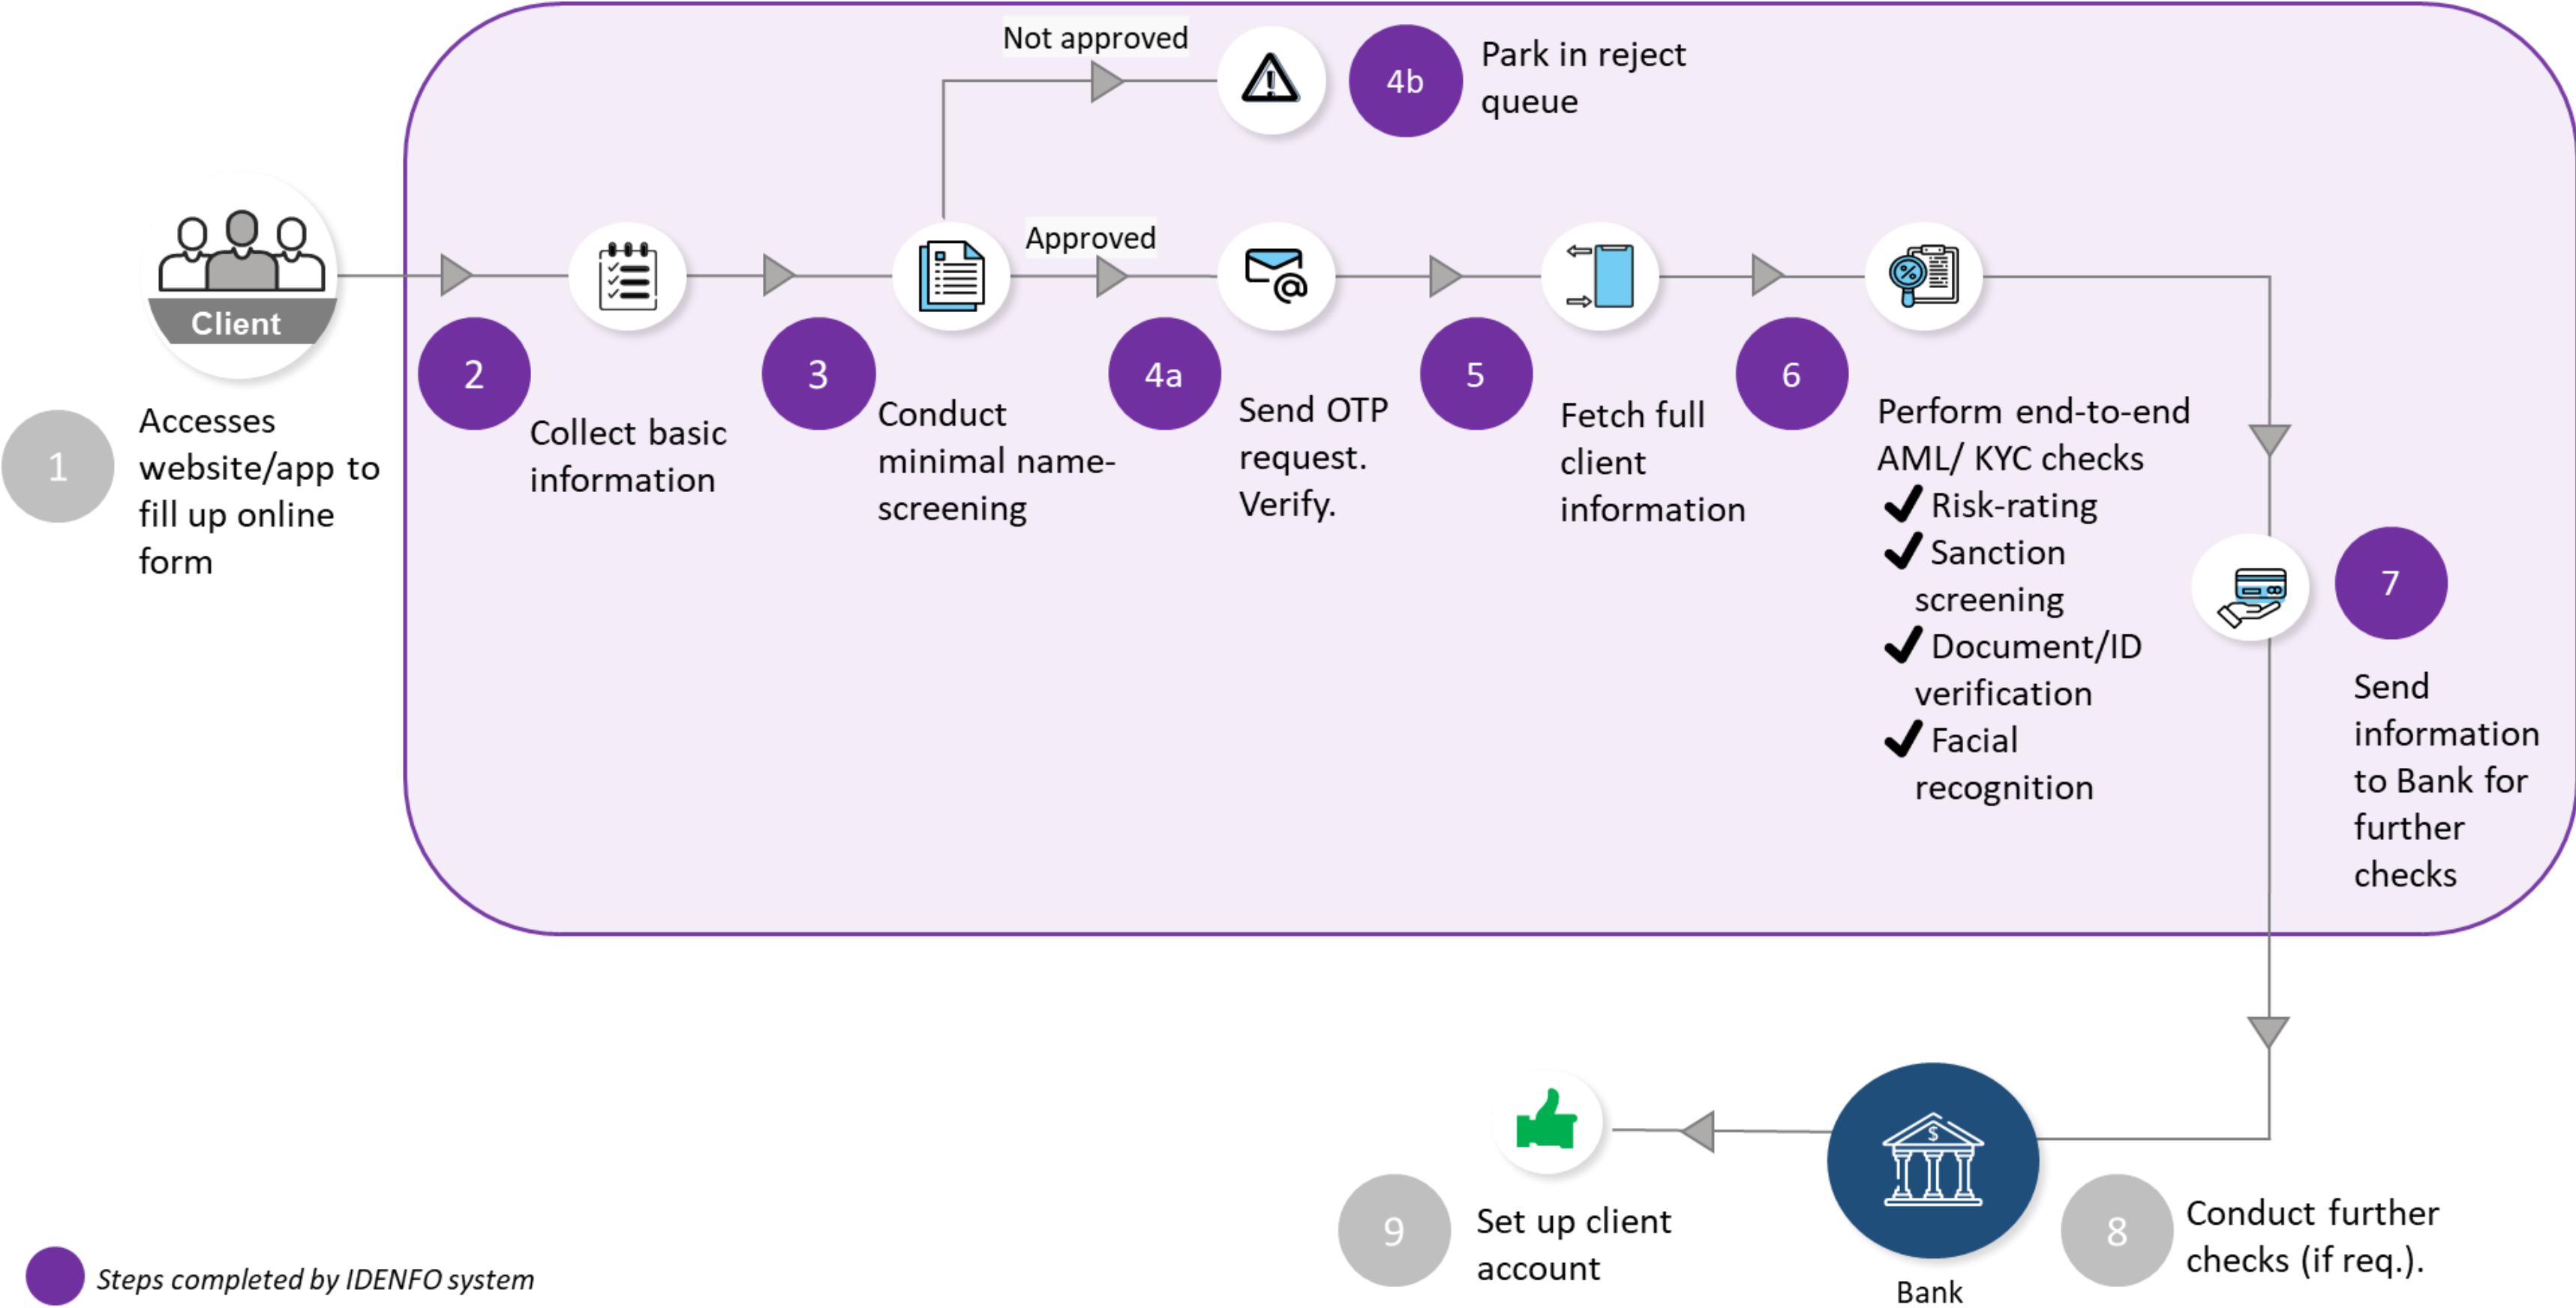 Not approved
4b
Park in reject
queue
Approved
Client
1
Accesses
website/app to
fill up online
form
2
Collect basic
information
3
Conduct
minimal name-
screening
4a
Send OTP
request.
Verify.
5
Fetch full
client
information
6
Perform end-to-end
AML/ KYC checks
✔ Risk-rating
✔ Sanction
screening
✔ Document/ID
verification
✔ Facial
recognition
7
Send
information
to Bank for
further
checks
$
Bank
8
Conduct further
checks (if req.).
9
Set up client
account
Steps completed by IDENFO system